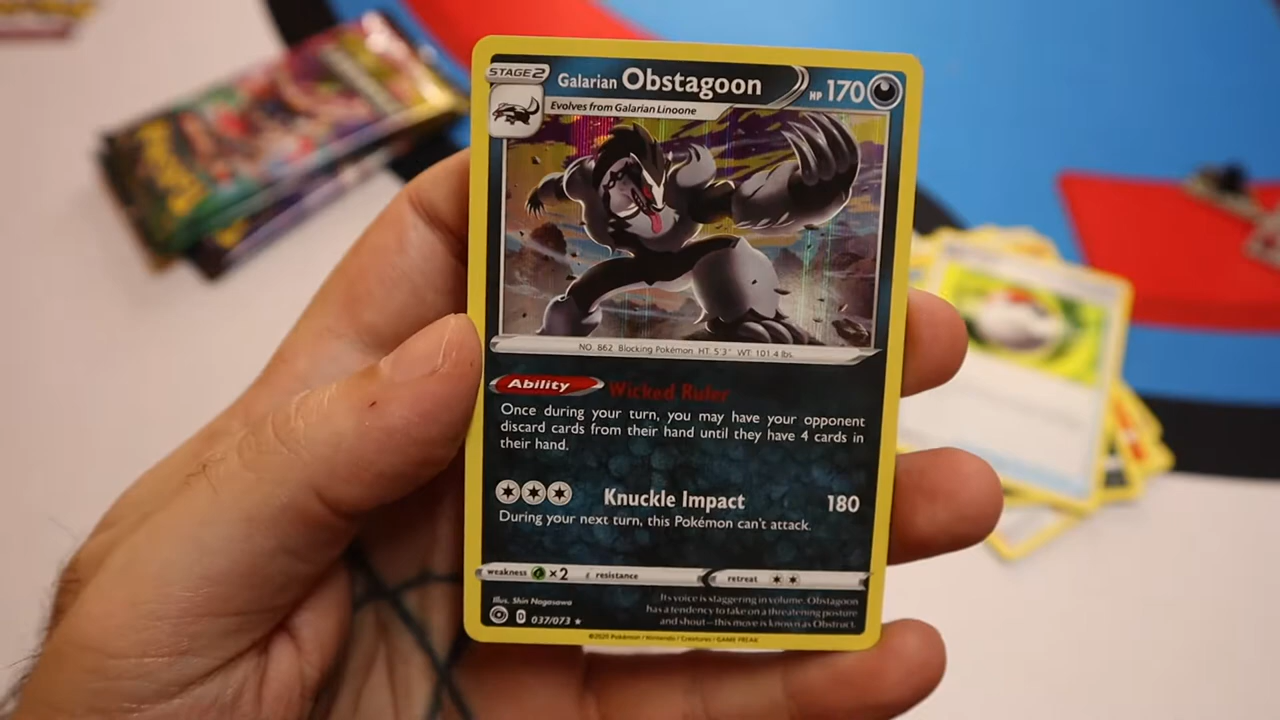 STAGE2
Galarian Obstagoon
HP 170
Evolves from Galarian Linoone
NO. 862 Blocking Pokémon HT: 5'3" WT: 101.4 lbs.
Ability Wicked Ruler
Once during your turn, you may have your opponent
discard cards from their hand until they have 4 cards in
their hand.
Knuckle Impact 180
During your next turn, this Pokémon can't attack.
weakness ×2 resistance retreat
Illus. Shin Nagasawa
D 037/073
Its voice is staggering in volume. Obstagoon
has a tendency to take on a threatening posture
and shout—this move is known as Obstruct.
©2020 Pokémon / Nintendo / Creatures / GAME FREAK